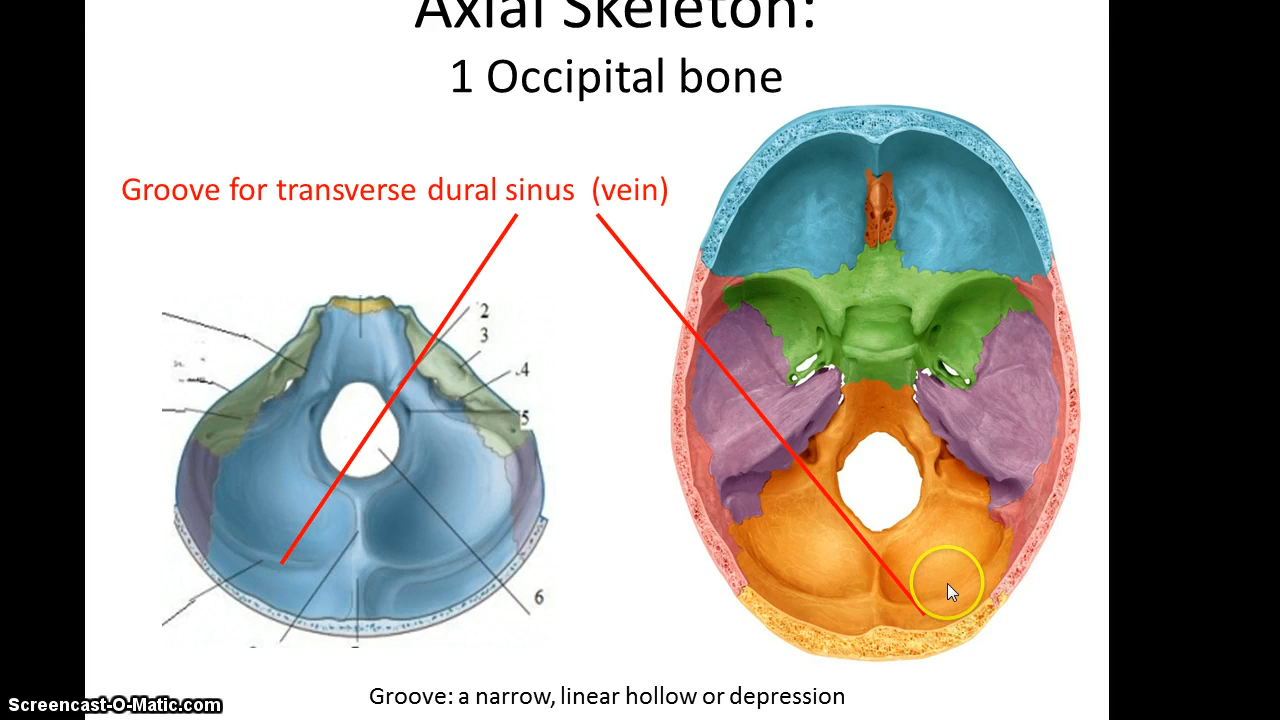 Axial Skeleton:
1 Occipital bone
Groove for transverse dural sinus (vein)
2
3
4
5
6
Groove: a narrow, linear hollow or depression
Screencast-O-Matic.com